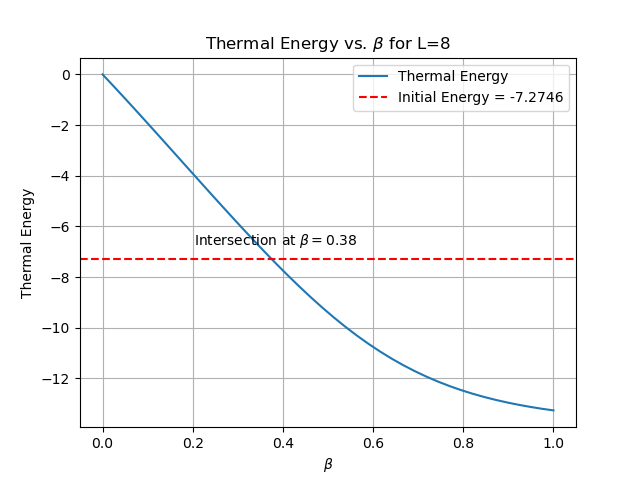 Thermal Energy vs. β for L=8
Thermal Energy
Initial Energy = -7.2746
Intersection at β = 0.38
Thermal Energy
0
−2
−4
−6
−8
−10
−12
0.0 0.2 0.4 0.6 0.8 1.0
β